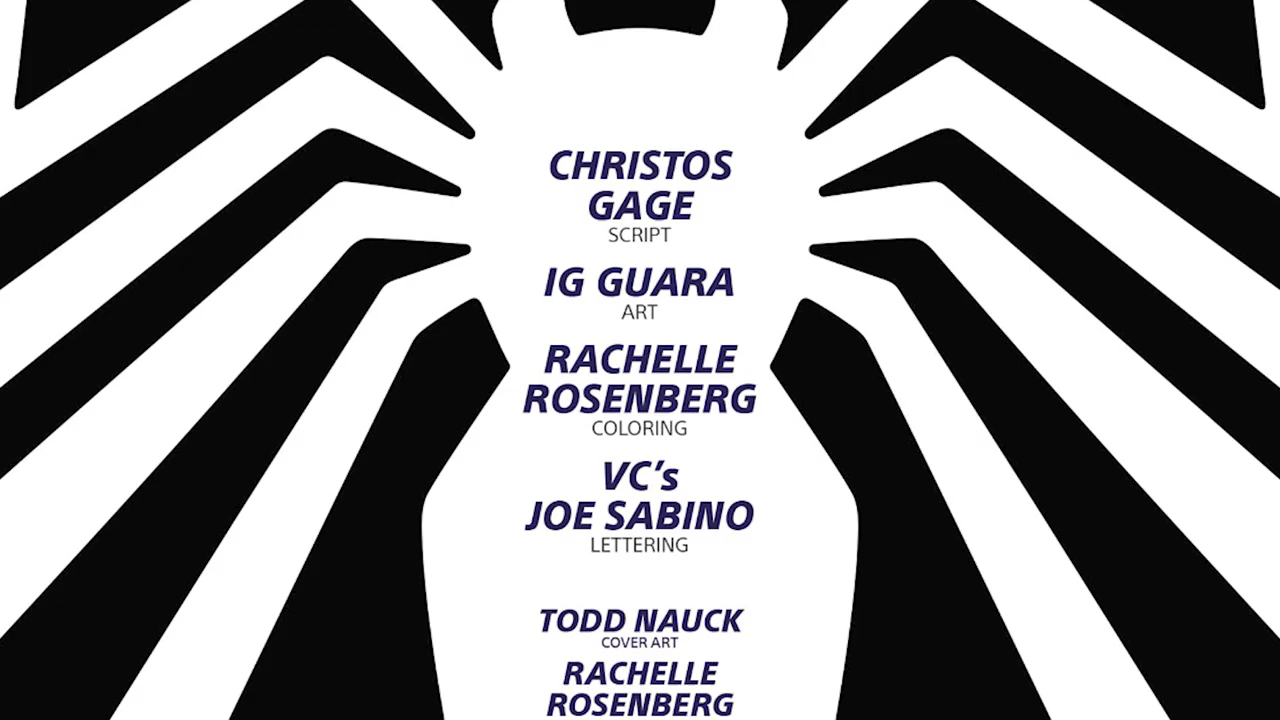 CHRISTOS
GAGE
SCRIPT
IG GUARA
ART
RACHELLE
ROSENBERG
COLORING
VC's
JOE SABINO
LETTERING
TODD NAUCK
COVER ART
RACHELLE
ROSENBERG